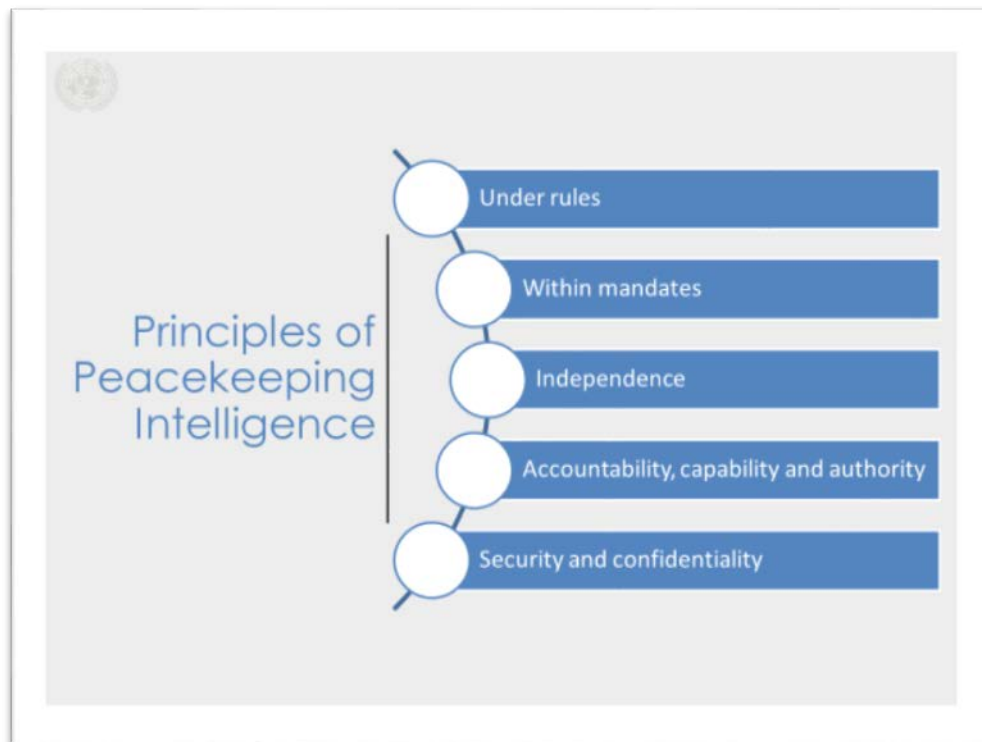 Principles of
Peacekeeping
Intelligence
Under rules
Within mandates
Independence
Accountability, capability and authority
Security and confidentiality